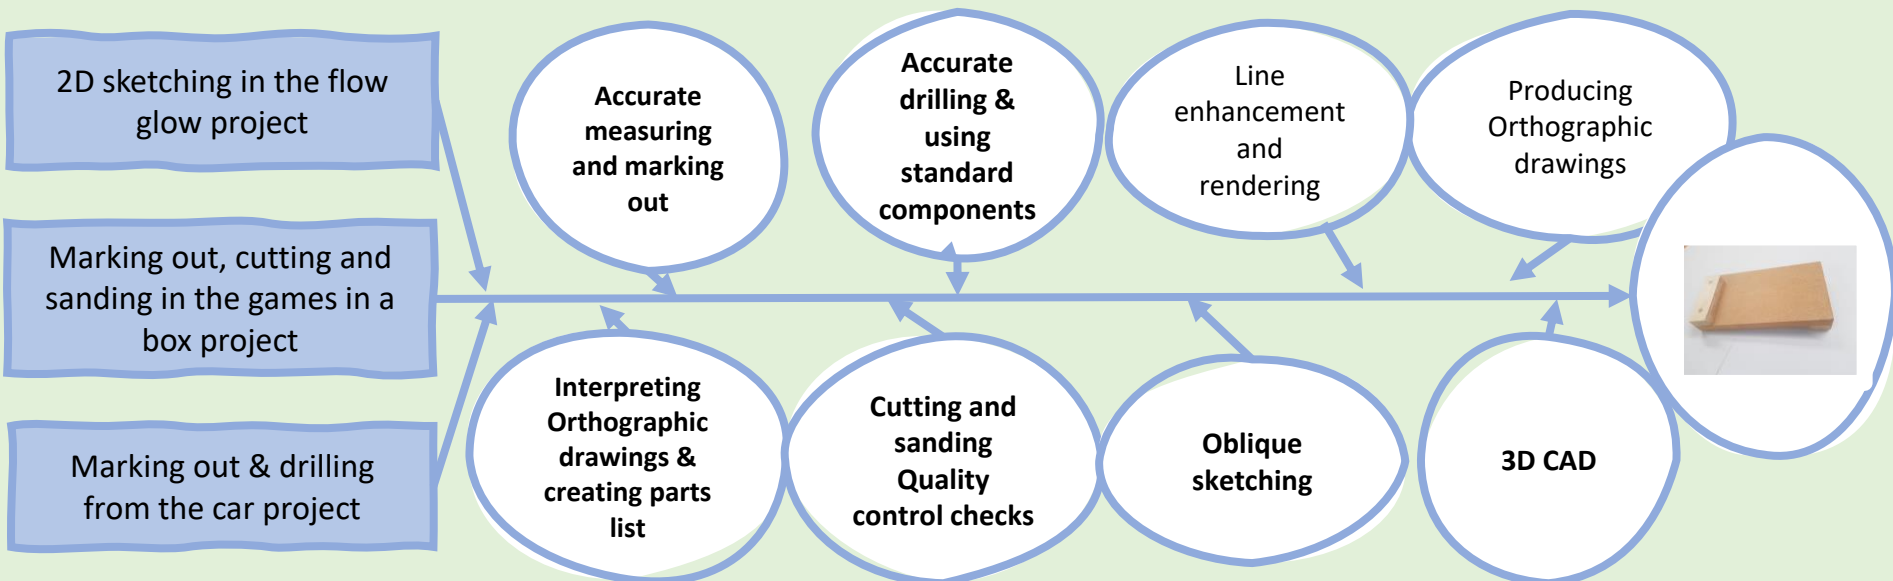 2D sketching in the flow
glow project
Marking out, cutting and
sanding in the games in a
box project
Marking out & drilling
from the car project
Accurate
measuring
and marking
out
Accurate
drilling &
using
standard
components
Line
enhancement
and
rendering
Producing
Orthographic
drawings
Interpreting
Orthographic
drawings &
creating parts
list
Cutting and
sanding
Quality
control checks
Oblique
sketching
3D CAD